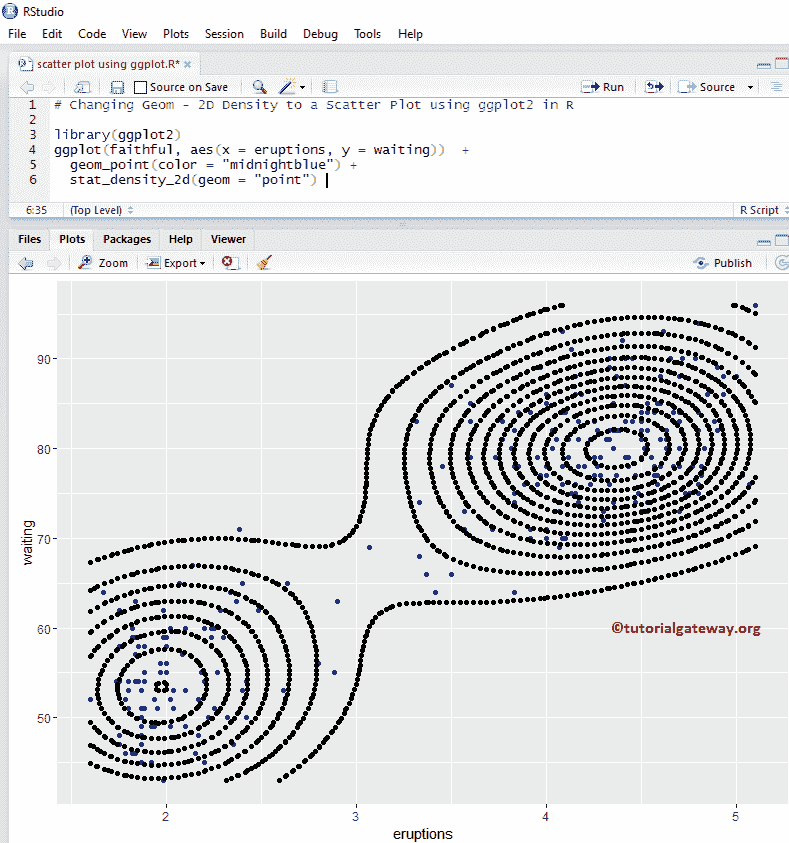 RStudio
File Edit Code View Plots Session Build Debug Tools Help
scatter plot using ggplot.R*
Source on Save Run Source
1 # Changing Geom - 2D Density to a Scatter Plot using ggplot2 in R
2
3 library(ggplot2)
4 ggplot(faithful, aes(x = eruptions, y = waiting))  +
5   geom_point(color = "midnightblue") +
6   stat_density_2d(geom = "point")
6:35 (Top Level) R Script
Files Plots Packages Help Viewer
Zoom Export Publish
90
80
70
60
50
waiting
©tutorialgateway.org
2 3 4 5
eruptions